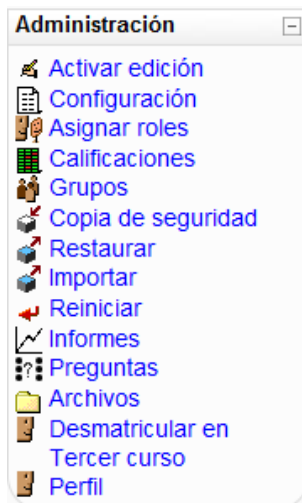 Administración
Activar edición
Configuración
Asignar roles
Calificaciones
Grupos
Copia de seguridad
Restaurar
Importar
Reiniciar
Informes
Preguntas
Archivos
Desmatricular en
Tercer curso
Perfil